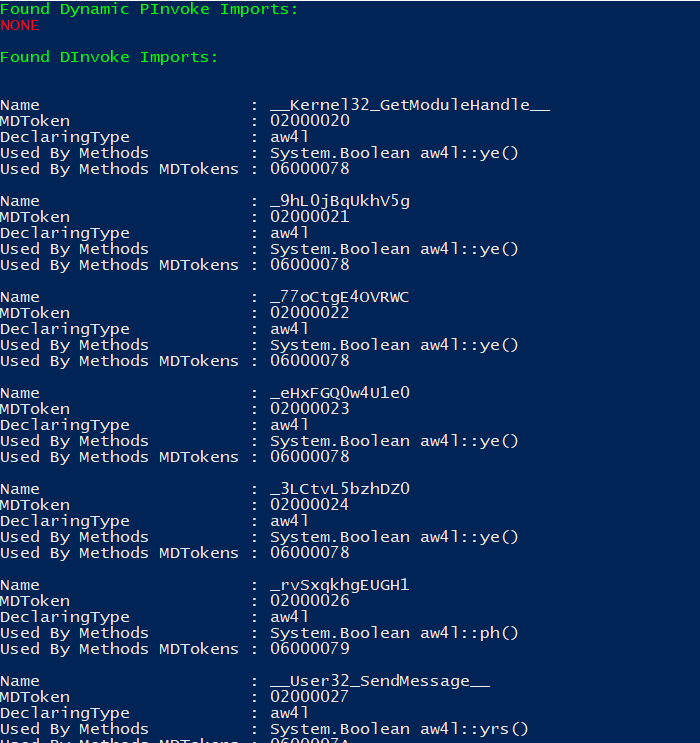 Found Dynamic PInvoke Imports:
NONE
Found DInvoke Imports:
Name : __Kernel32_GetModuleHandle__
MDToken : 02000020
DeclaringType : aw4l
Used By Methods : System.Boolean aw4l::ye()
Used By Methods MDTokens : 06000078
Name : _9hL0jBqUkhV5g
MDToken : 02000021
DeclaringType : aw4l
Used By Methods : System.Boolean aw4l::ye()
Used By Methods MDTokens : 06000078
Name : _77oCtgE4OVRWC
MDToken : 02000022
DeclaringType : aw4l
Used By Methods : System.Boolean aw4l::ye()
Used By Methods MDTokens : 06000078
Name : _eHxFGQ0w4U1e0
MDToken : 02000023
DeclaringType : aw4l
Used By Methods : System.Boolean aw4l::ye()
Used By Methods MDTokens : 06000078
Name : _3LCtvL5bzhDZ0
MDToken : 02000024
DeclaringType : aw4l
Used By Methods : System.Boolean aw4l::ye()
Used By Methods MDTokens : 06000078
Name : _rvSxqkhgEUGH1
MDToken : 02000026
DeclaringType : aw4l
Used By Methods : System.Boolean aw4l::ph()
Used By Methods MDTokens : 06000079
Name : __User32_SendMessage__
MDToken : 02000027
DeclaringType : aw4l
Used By Methods : System.Boolean aw4l::yrs()
Used By Methods MDTokens : 0600007A